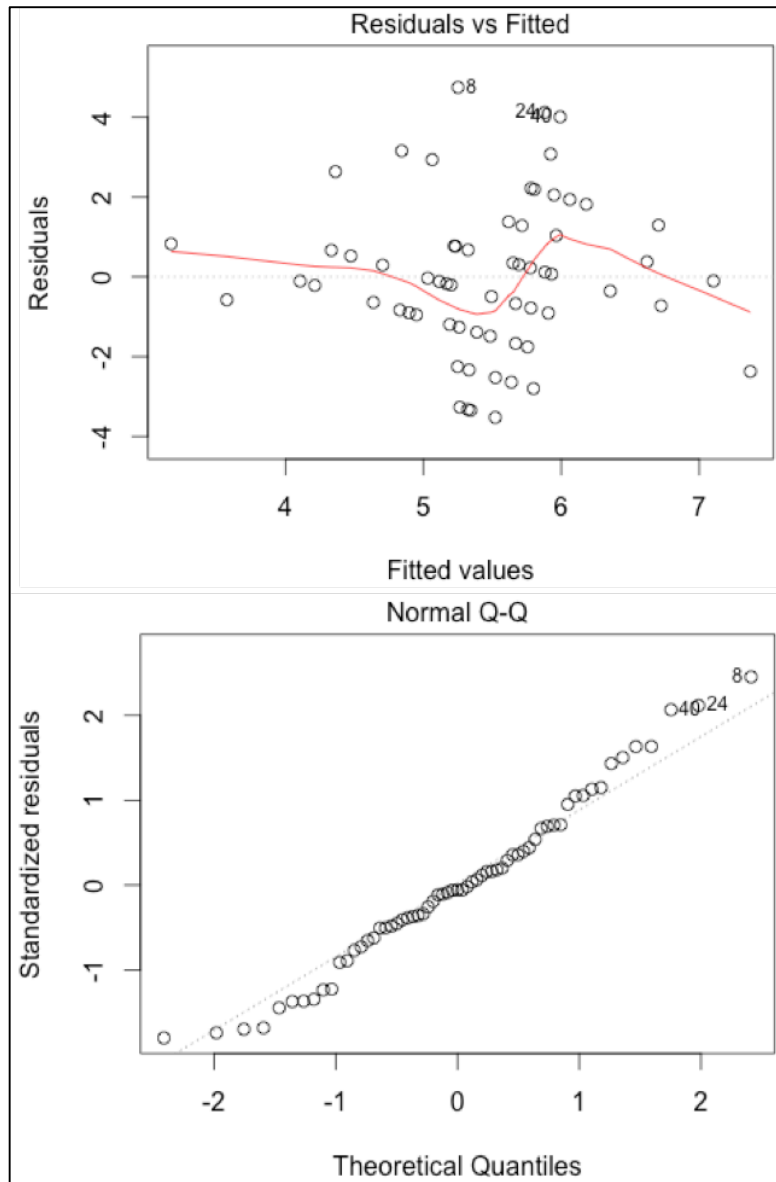 Residuals vs Fitted
Residuals
4
2
0
-2
-4
8
24
40
4 5 6 7
Fitted values
Normal Q-Q
Standardized residuals
2
1
0
-1
8
40 24
-2 -1 0 1 2
Theoretical Quantiles